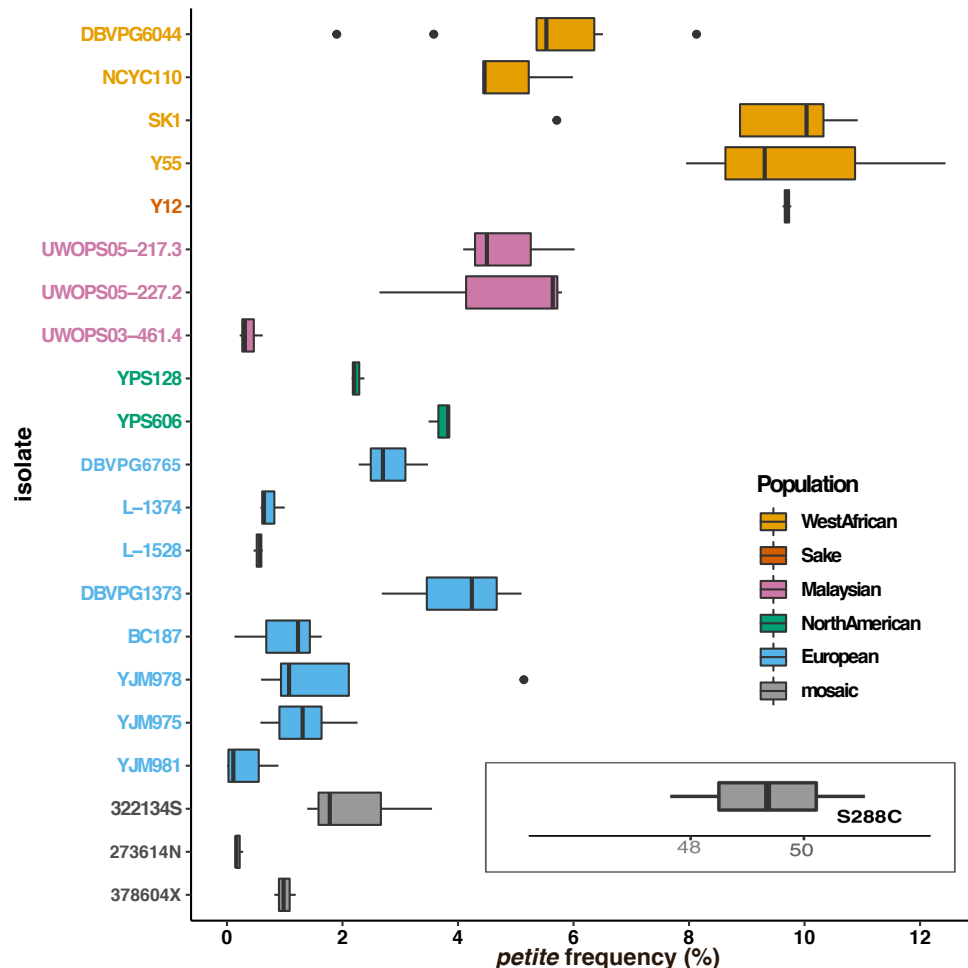 DBVPG6044
NCYC110
SK1
Y55
Y12
UWOPS05–217.3
UWOPS05–227.2
UWOPS03–461.4
YPS128
YPS606
DBVPG6765
L–1374
L–1528
DBVPG1373
BC187
YJM978
YJM975
YJM981
322134S
273614N
378604X
isolate
Population
WestAfrican
Sake
Malaysian
NorthAmerican
European
mosaic
S288C
48 50
0 2 4 6 8 10 12
petite frequency (%)